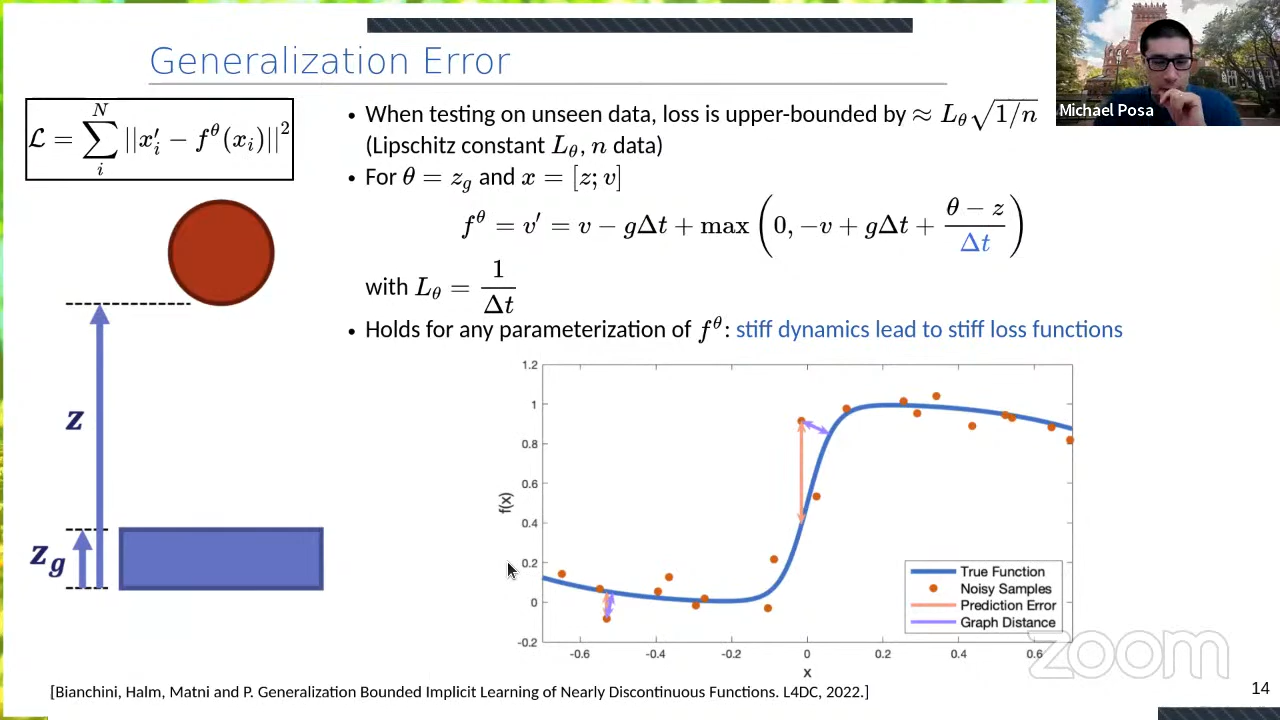 Generalization Error
Michael Posa
ℒ = ∑_i^N ||x'_i − f^θ(x_i)||²
• When testing on unseen data, loss is upper-bounded by ≈ L_θ √(1/n)
(Lipschitz constant L_θ, n data)
• For θ = z_g and x = [z; v]
f^θ = v' = v − gΔt + max(0, −v + gΔt + (θ − z)/Δt)
with L_θ = 1/Δt
• Holds for any parameterization of f^θ: stiff dynamics lead to stiff loss functions
z
z_g
f(x)
1.2
1
0.8
0.6
0.4
0.2
0
-0.2
-0.6
-0.4
-0.2
0
0.2
0.4
0.6
x
True Function
Noisy Samples
Prediction Error
Graph Distance
zoom
[Bianchini, Halm, Matni and P. Generalization Bounded Implicit Learning of Nearly Discontinuous Functions. L4DC, 2022.]
14